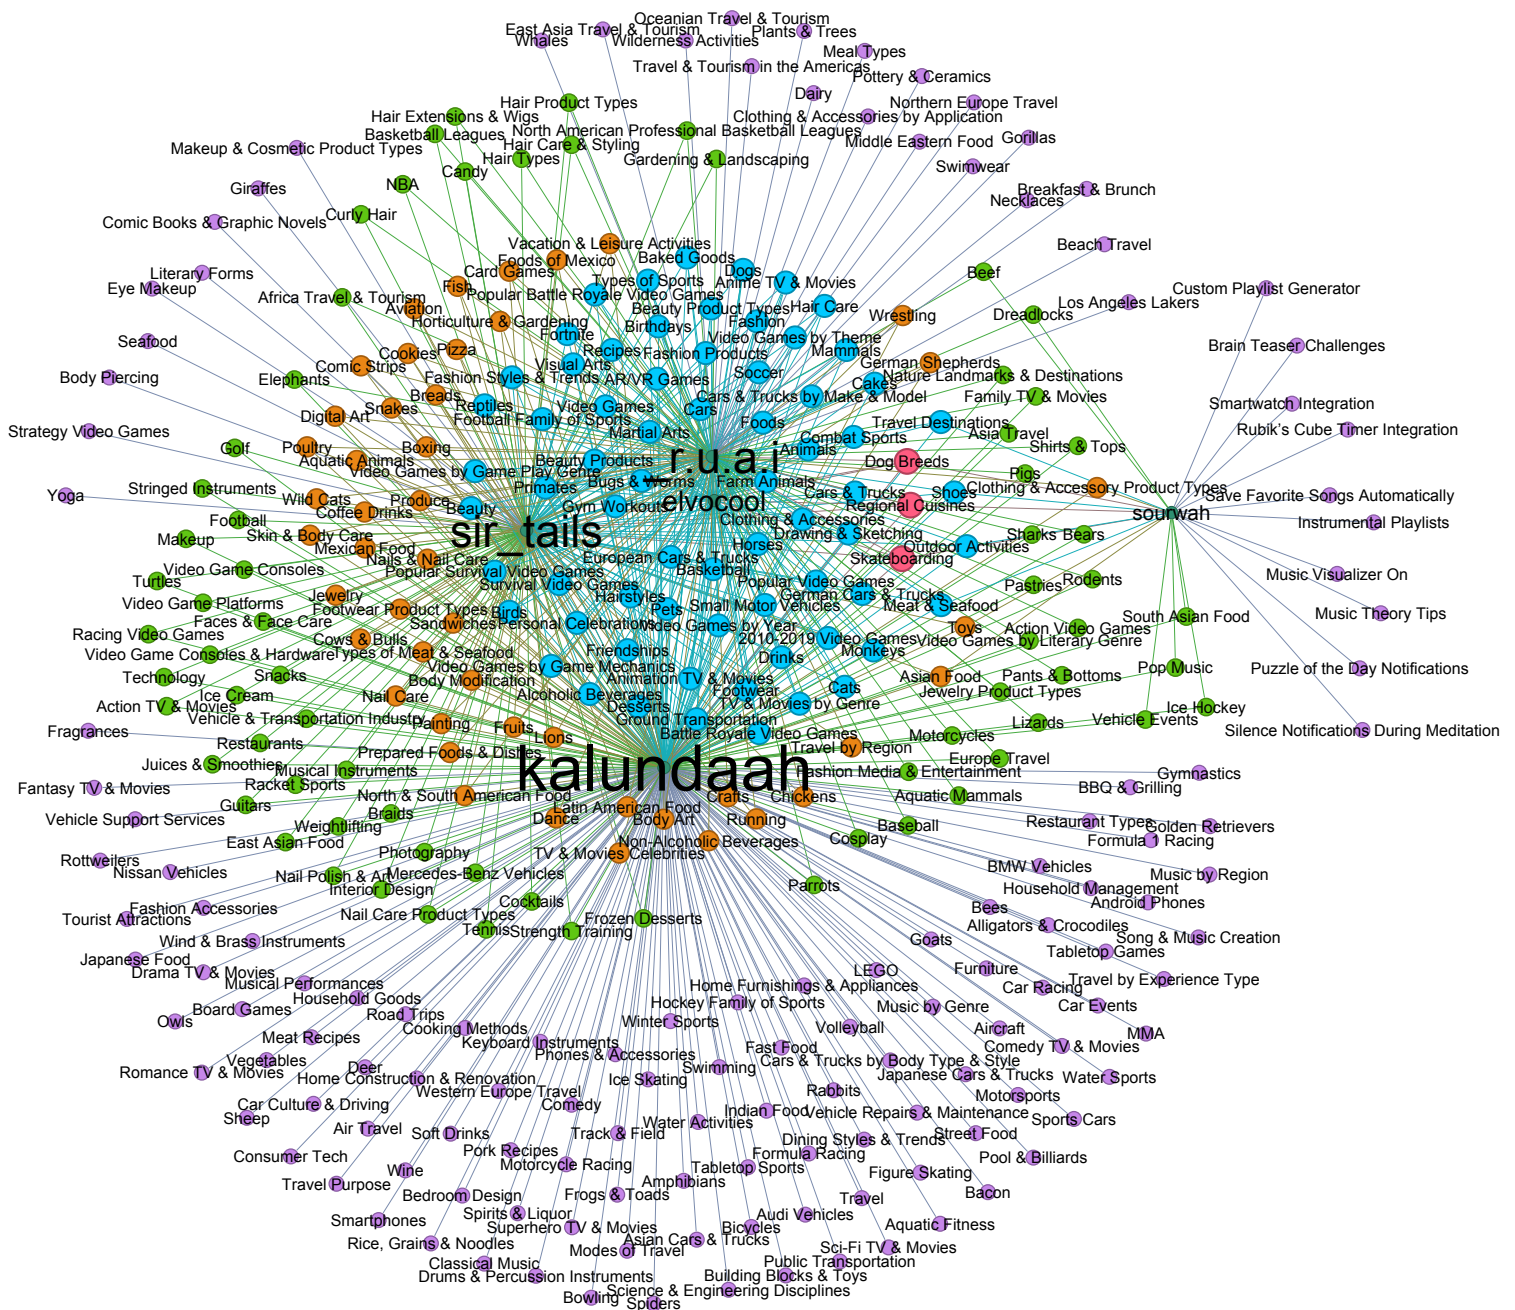 Oceanian Travel & Tourism
East Asia Travel & Tourism
Plants & Trees
Whales
Wilderness Activities
Meal Types
Travel & Tourism in the Americas
Pottery & Ceramics
Dairy
Hair Product Types
Northern Europe Travel
Hair Extensions & Wigs
Clothing & Accessories by Application
Basketball Leagues
North American Professional Basketball Leagues
Gorillas
Middle Eastern Food
Hair Care & Styling
Makeup & Cosmetic Product Types
Hair Types
Gardening & Landscaping
Swimwear
Candy
NBA
Giraffes
Breakfast & Brunch
Necklaces
Curly Hair
Comic Books & Graphic Novels
Vacation & Leisure Activities
Beach Travel
Foods of Mexico
Baked Goods
Card Games
Dogs
Literary Forms
Types of Sports
Anime TV & Movies
Beef
Eye Makeup
Fish
Custom Playlist Generator
Africa Travel & Tourism
Popular Battle Royale Video Games
Los Angeles Lakers
Aviation
Beauty Product Types
Hair Care
Dreadlocks
Wrestling
Horticulture & Gardening
Fashion
Birthdays
Fortnite
Video Games by Theme
Seafood
Brain Teaser Challenges
Pizza
Cookies
Recipes
Fashion Products
Mammals
German Shepherds
Comic Strips
Visual Arts
Soccer
Body Piercing
Elephants
Fashion Styles & Trends
AR/VR Games
Cakes
Nature Landmarks & Destinations
Breads
Cars & Trucks by Make & Model
Family TV & Movies
Snakes
Reptiles
Video Games
Cars
Smartwatch Integration
Digital Art
Football Family of Sports
Foods
Travel Destinations
Strategy Video Games
Martial Arts
Combat Sports
Asia Travel
Rubik's Cube Timer Integration
Golf
Poultry
Boxing
Animals
Shirts & Tops
Aquatic Animals
Beauty Products
_r.u.a.i
Dog Breeds
Video Games by Game Play Genre
Pigs
Stringed Instruments
Primates
Bugs & Worms
Farm Animals
Clothing & Accessory Product Types
Yoga
Wild Cats
Produce
Cars & Trucks
Shoes
Save Favorite Songs Automatically
Coffee Drinks
Beauty
Gym Workouts
elvocool
Regional Cuisines
sourwah
Football
Clothing & Accessories
Instrumental Playlists
Skin & Body Care
sir_tails
Drawing & Sketching
Sharks
Bears
Makeup
Mexican Food
Horses
Outdoor Activities
Nails & Nail Care
European Cars & Trucks
Skateboarding
Video Game Consoles
Popular Survival Video Games
Basketball
Music Visualizer On
Turtles
Survival Video Games
Popular Video Games
Pastries
Rodents
Jewelry
Hairstyles
German Cars & Trucks
Video Game Platforms
Footwear Product Types
Birds
Pets
Small Motor Vehicles
Meat & Seafood
Music Theory Tips
Faces & Face Care
Sandwiches
Personal Celebrations
Video Games by Year
South Asian Food
Racing Video Games
Cows & Bulls
2010-2019 Video Games
Toys
Action Video Games
Video Games by Literary Genre
Video Game Consoles & Hardware
Types of Meat & Seafood
Friendships
Drinks
Monkeys
Technology
Snacks
Video Games by Game Mechanics
Pop Music
Puzzle of the Day Notifications
Body Modification
Animation TV & Movies
Asian Food
Pants & Bottoms
Ice Cream
Nail Care
Alcoholic Beverages
Footwear
Cats
Jewelry Product Types
Action TV & Movies
Desserts
TV & Movies by Genre
Ice Hockey
Vehicle & Transportation Industry
Painting
Fruits
Ground Transportation
Lizards
Vehicle Events
Fragrances
Lions
Battle Royale Video Games
Motorcycles
Silence Notifications During Meditation
Restaurants
Prepared Foods & Dishes
Travel by Region
Europe Travel
Juices & Smoothies
Musical Instruments
kalundaah
Fashion Media & Entertainment
Gymnastics
Fantasy TV & Movies
Racket Sports
BBQ & Grilling
North & South American Food
Crafts
Chickens
Aquatic Mammals
Guitars
Latin American Food
Vehicle Support Services
Braids
Dance
Body Art
Running
Baseball
Restaurant Types
Golden Retrievers
Weightlifting
East Asian Food
Non-Alcoholic Beverages
Cosplay
Formula 1 Racing
Photography
TV & Movies Celebrities
Rottweilers
Nissan Vehicles
BMW Vehicles
Music by Region
Nail Polish & Art
Mercedes-Benz Vehicles
Parrots
Interior Design
Household Management
Fashion Accessories
Cocktails
Bees
Android Phones
Tourist Attractions
Nail Care Product Types
Frozen Desserts
Alligators & Crocodiles
Tennis
Strength Training
Wind & Brass Instruments
Goats
Song & Music Creation
Tabletop Games
Japanese Food
Drama TV & Movies
LEGO
Furniture
Musical Performances
Home Furnishings & Appliances
Car Racing
Travel by Experience Type
Household Goods
Hockey Family of Sports
Music by Genre
Car Events
Board Games
Road Trips
Owls
Winter Sports
Volleyball
Aircraft
Cooking Methods
MMA
Meat Recipes
Keyboard Instruments
Fast Food
Comedy TV & Movies
Phones & Accessories
Vegetables
Cars & Trucks by Body Type & Style
Romance TV & Movies
Deer
Swimming
Japanese Cars & Trucks
Home Construction & Renovation
Ice Skating
Water Sports
Western Europe Travel
Rabbits
Motorsports
Car Culture & Driving
Comedy
Indian Food
Vehicle Repairs & Maintenance
Sheep
Water Activities
Sports Cars
Air Travel
Soft Drinks
Track & Field
Street Food
Dining Styles & Trends
Pork Recipes
Formula Racing
Consumer Tech
Motorcycle Racing
Tabletop Sports
Pool & Billiards
Wine
Figure Skating
Travel Purpose
Amphibians
Bedroom Design
Frogs & Toads
Travel
Bacon
Spirits & Liquor
Audi Vehicles
Smartphones
Superhero TV & Movies
Bicycles
Aquatic Fitness
Rice, Grains & Noodles
Asian Cars & Trucks
Modes of Travel
Sci-Fi TV & Movies
Classical Music
Public Transportation
Drums & Percussion Instruments
Building Blocks & Toys
Science & Engineering Disciplines
Bowling
Spiders